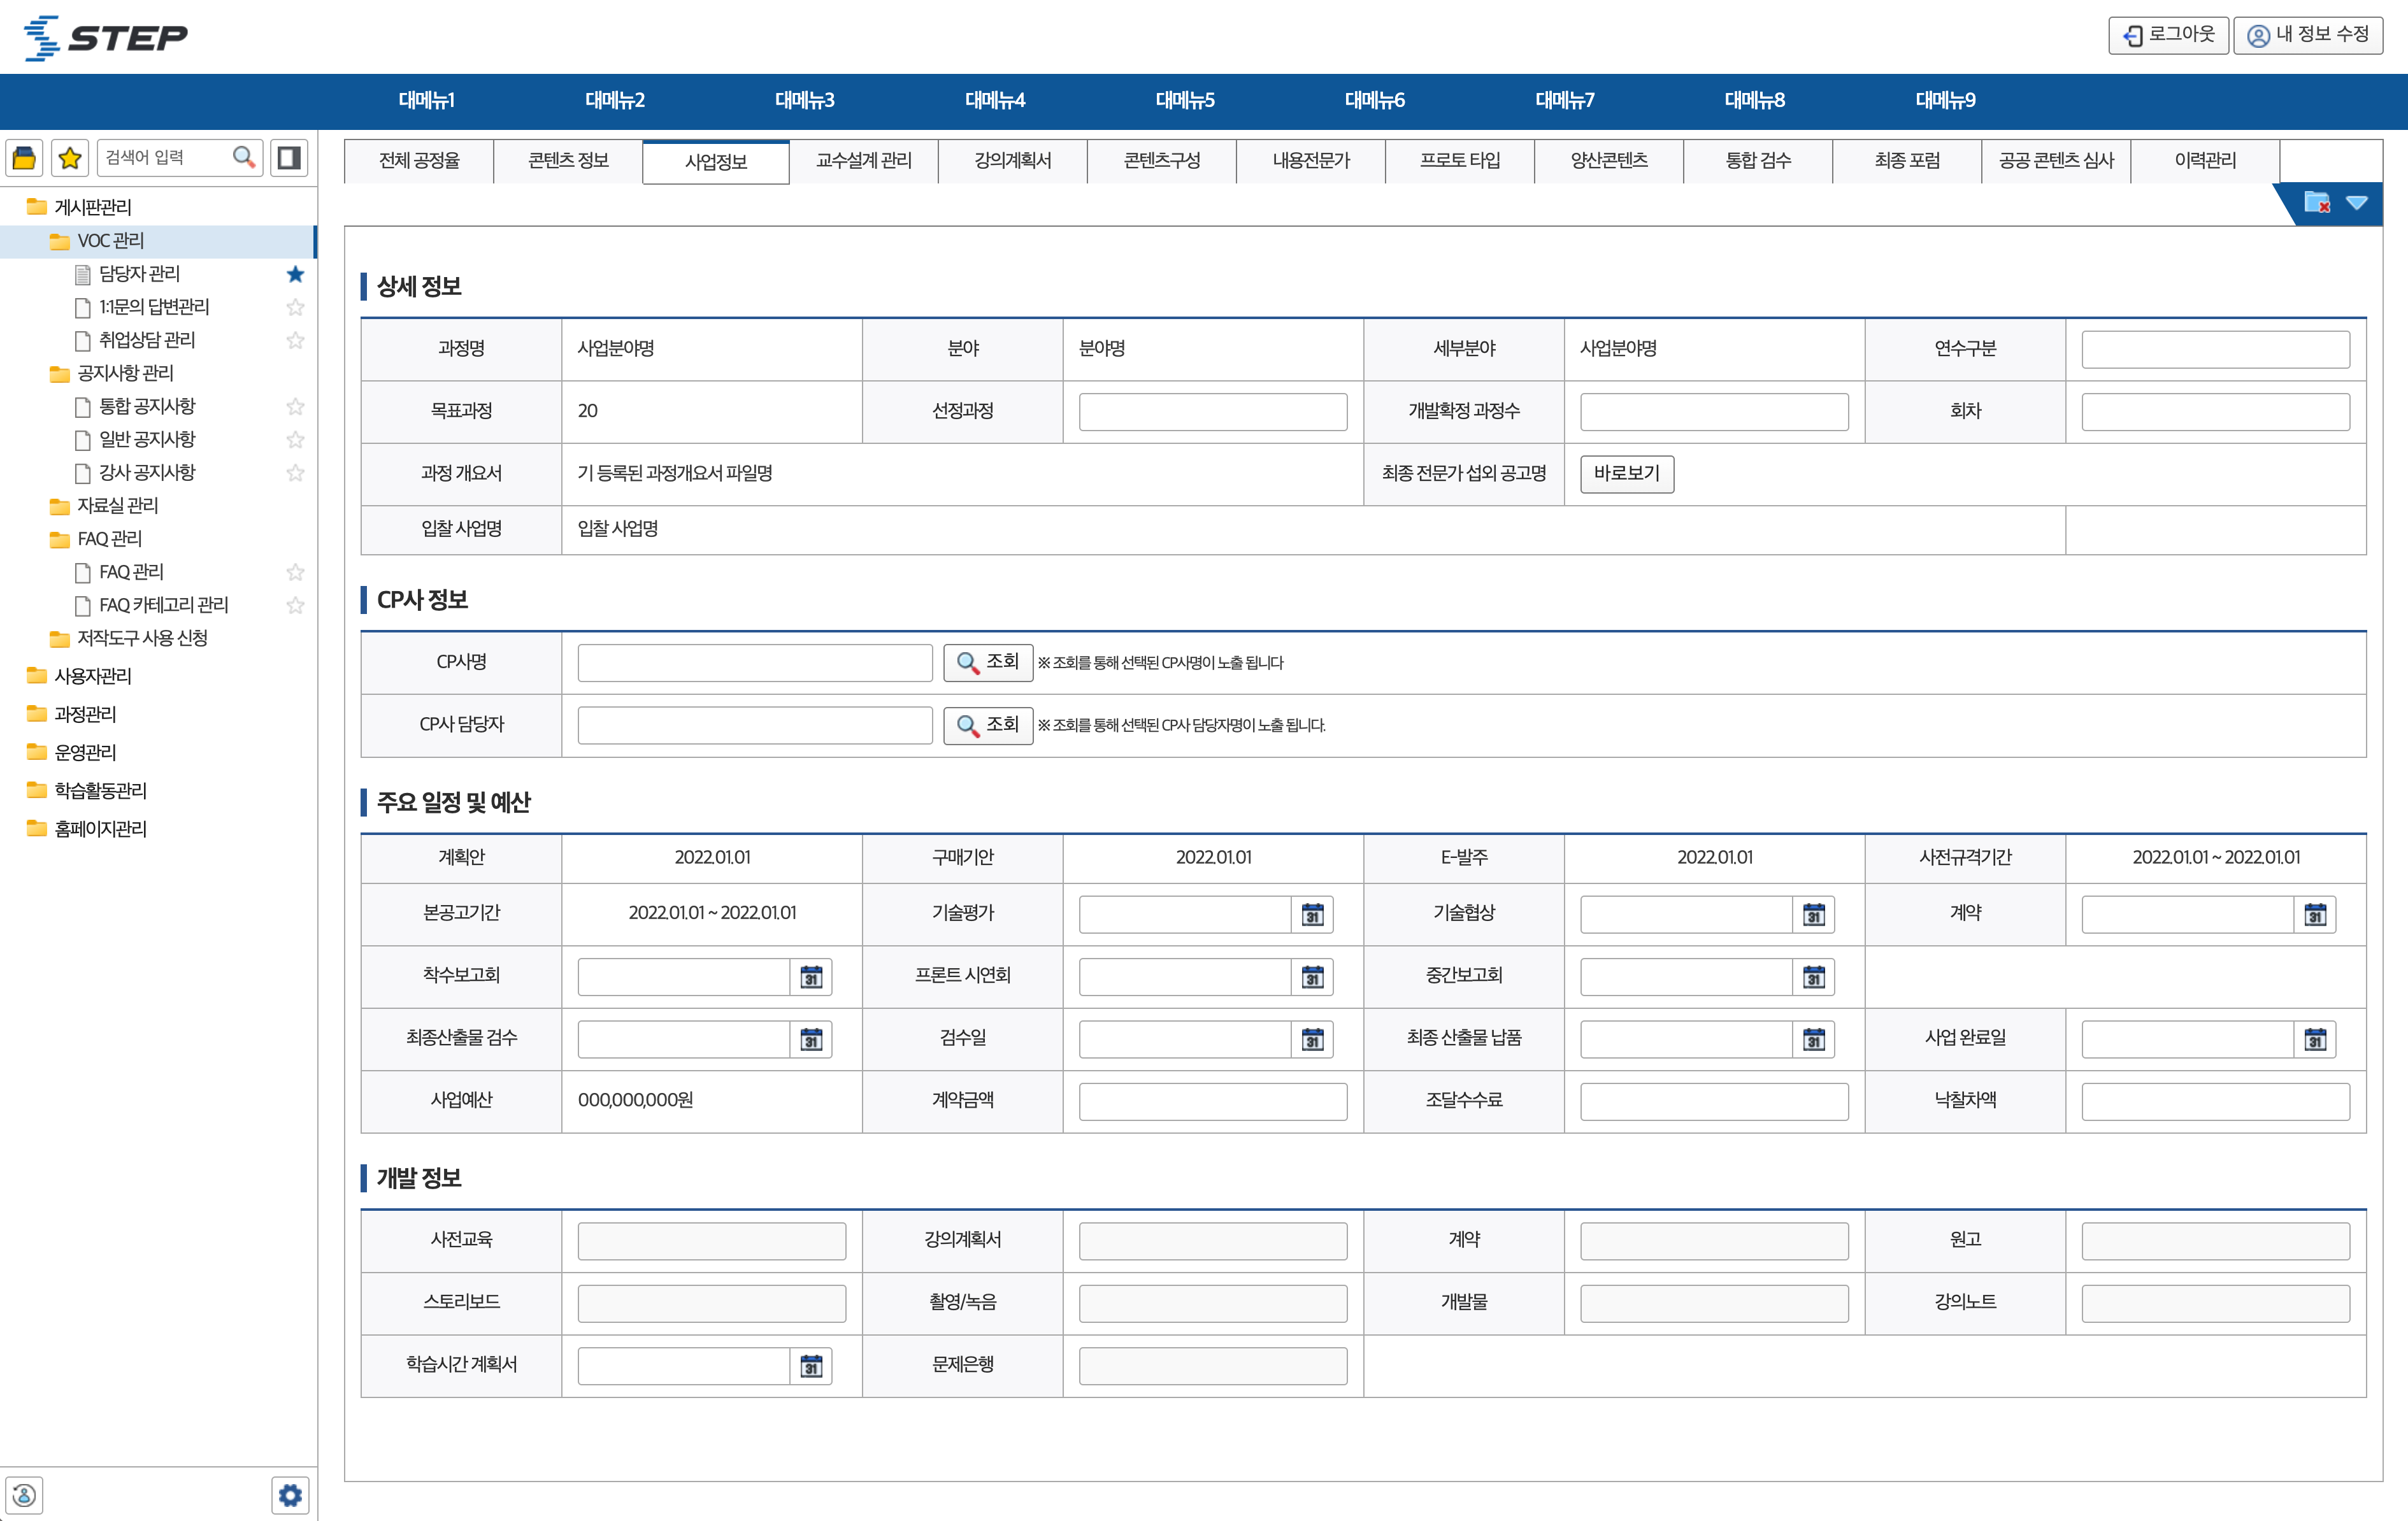 STEP
로그아웃 내 정보 수정
대메뉴1 대메뉴2 대메뉴3 대메뉴4 대메뉴5 대메뉴6 대메뉴7 대메뉴8 대메뉴9
검색어 입력
게시판관리
VOC 관리
담당자 관리
1:1문의 답변관리
취업상담 관리
공지사항 관리
통합 공지사항
일반 공지사항
강사 공지사항
자료실 관리
FAQ 관리
FAQ 관리
FAQ 카테고리 관리
저작도구 사용 신청
사용자관리
과정관리
운영관리
학습활동관리
홈페이지관리
전체 공정율 콘텐츠 정보 사업정보 교수설계 관리 강의계획서 콘텐츠구성 내용전문가 프로토 타입 양산콘텐츠 통합 검수 최종 포럼 공공 콘텐츠 심사 이력관리
상세 정보
과정명 사업분야명 분야 분야명 세부분야 사업분야명 연수구분
목표과정 20 선정과정 개발확정 과정수 회차
과정 개요서 기 등록된 과정개요서 파일명 최종 전문가 섭외 공고명 바로보기
입찰 사업명 입찰 사업명
CP사 정보
CP사명 조회 ※ 조회를 통해 선택된 CP사명이 노출 됩니다
CP사 담당자 조회 ※ 조회를 통해 선택된 CP사 담당자명이 노출 됩니다.
주요 일정 및 예산
계획안 2022.01.01 구매기안 2022.01.01 E-발주 2022.01.01 사전규격기간 2022.01.01 ~ 2022.01.01
본공고기간 2022.01.01 ~ 2022.01.01 기술평가 31 기술협상 31 계약 31
착수보고회 31 프론트 시연회 31 중간보고회 31
최종산출물 검수 31 검수일 31 최종 산출물 납품 31 사업 완료일 31
사업예산 000,000,000원 계약금액 조달수수료 낙찰차액
개발 정보
사전교육 강의계획서 계약 원고
스토리보드 촬영/녹음 개발물 강의노트
학습시간 계획서 31 문제은행